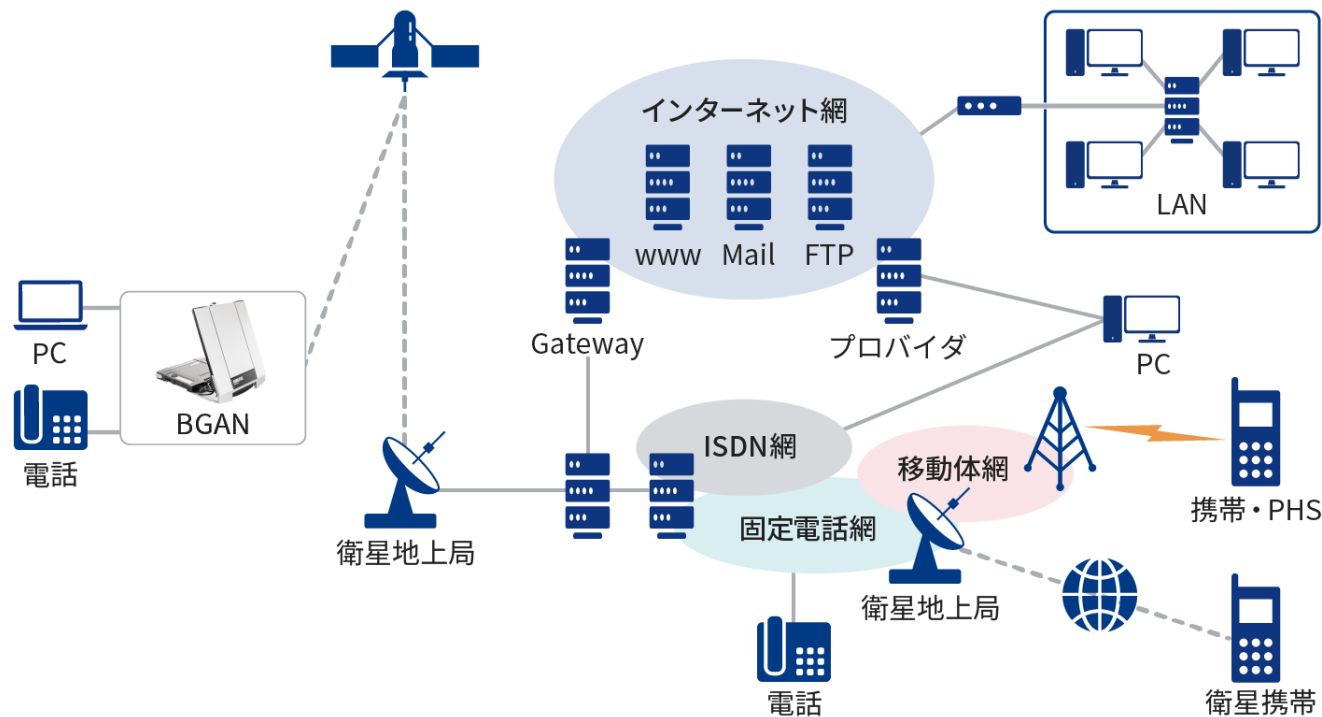 インターネット網
www
Mail
FTP
LAN
Gateway
プロバイダ
PC
PC
BGAN
電話
ISDN網
移動体網
携帯・PHS
固定電話網
衛星地上局
衛星地上局
電話
衛星携帯